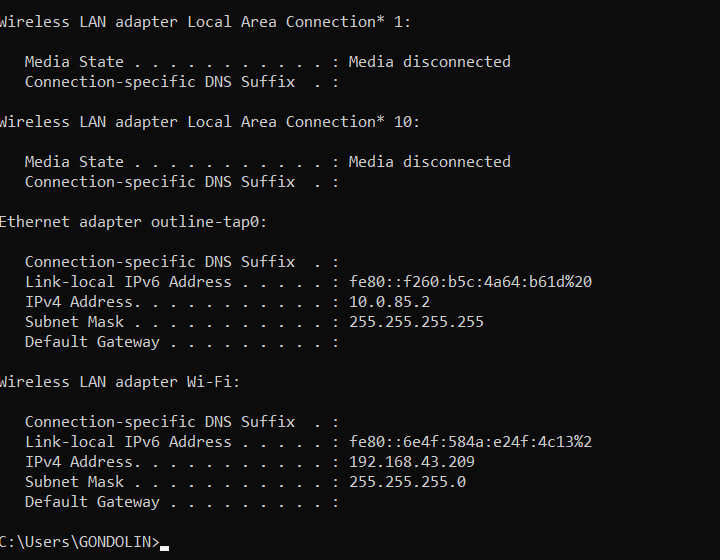 Wireless LAN adapter Local Area Connection* 1:
Media State . . . . . . . . . . . : Media disconnected
Connection-specific DNS Suffix  . :
Wireless LAN adapter Local Area Connection* 10:
Media State . . . . . . . . . . . : Media disconnected
Connection-specific DNS Suffix  . :
Ethernet adapter outline-tap0:
Connection-specific DNS Suffix  . :
Link-local IPv6 Address . . . . . : fe80::f260:b5c:4a64:b61d%20
IPv4 Address. . . . . . . . . . . : 10.0.85.2
Subnet Mask . . . . . . . . . . . : 255.255.255.255
Default Gateway . . . . . . . . . :
Wireless LAN adapter Wi-Fi:
Connection-specific DNS Suffix  . :
Link-local IPv6 Address . . . . . : fe80::6e4f:584a:e24f:4c13%2
IPv4 Address. . . . . . . . . . . : 192.168.43.209
Subnet Mask . . . . . . . . . . . : 255.255.255.0
Default Gateway . . . . . . . . . :
C:\Users\GONDOLIN>